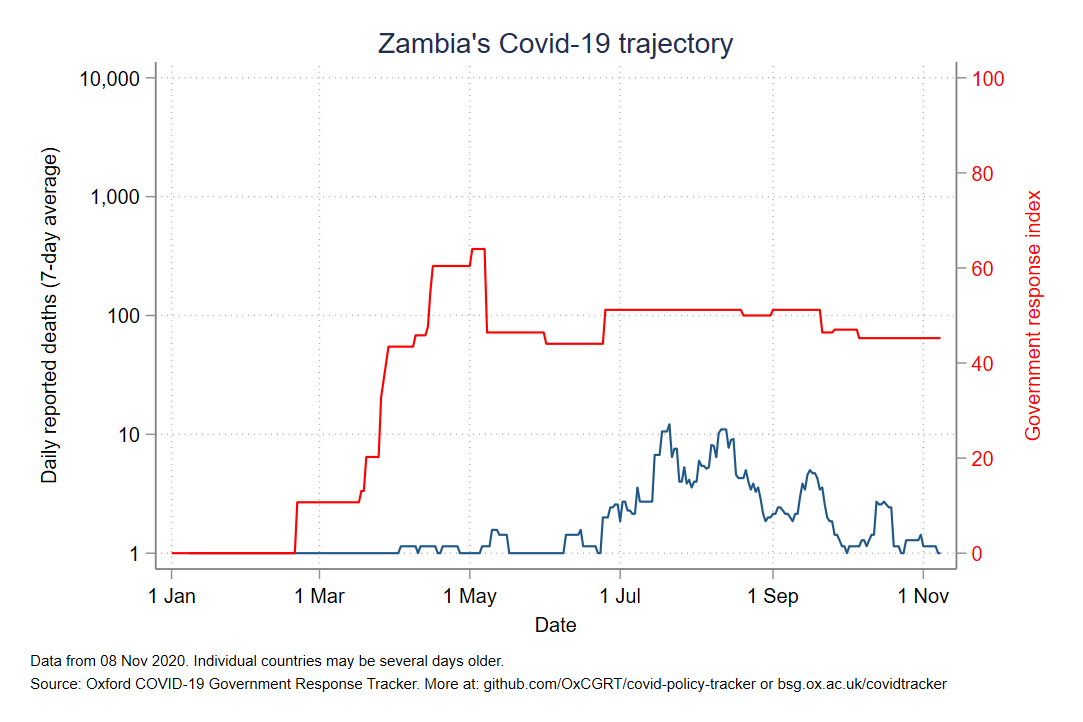 Zambia's Covid-19 trajectory
10,000
1,000
100
10
1
Daily reported deaths (7-day average)
100
80
60
40
20
0
Government response index
1 Jan 1 Mar 1 May 1 Jul 1 Sep 1 Nov
Date
Data from 08 Nov 2020. Individual countries may be several days older.
Source: Oxford COVID-19 Government Response Tracker. More at: github.com/OxCGRT/covid-policy-tracker or bsg.ox.ac.uk/covidtracker